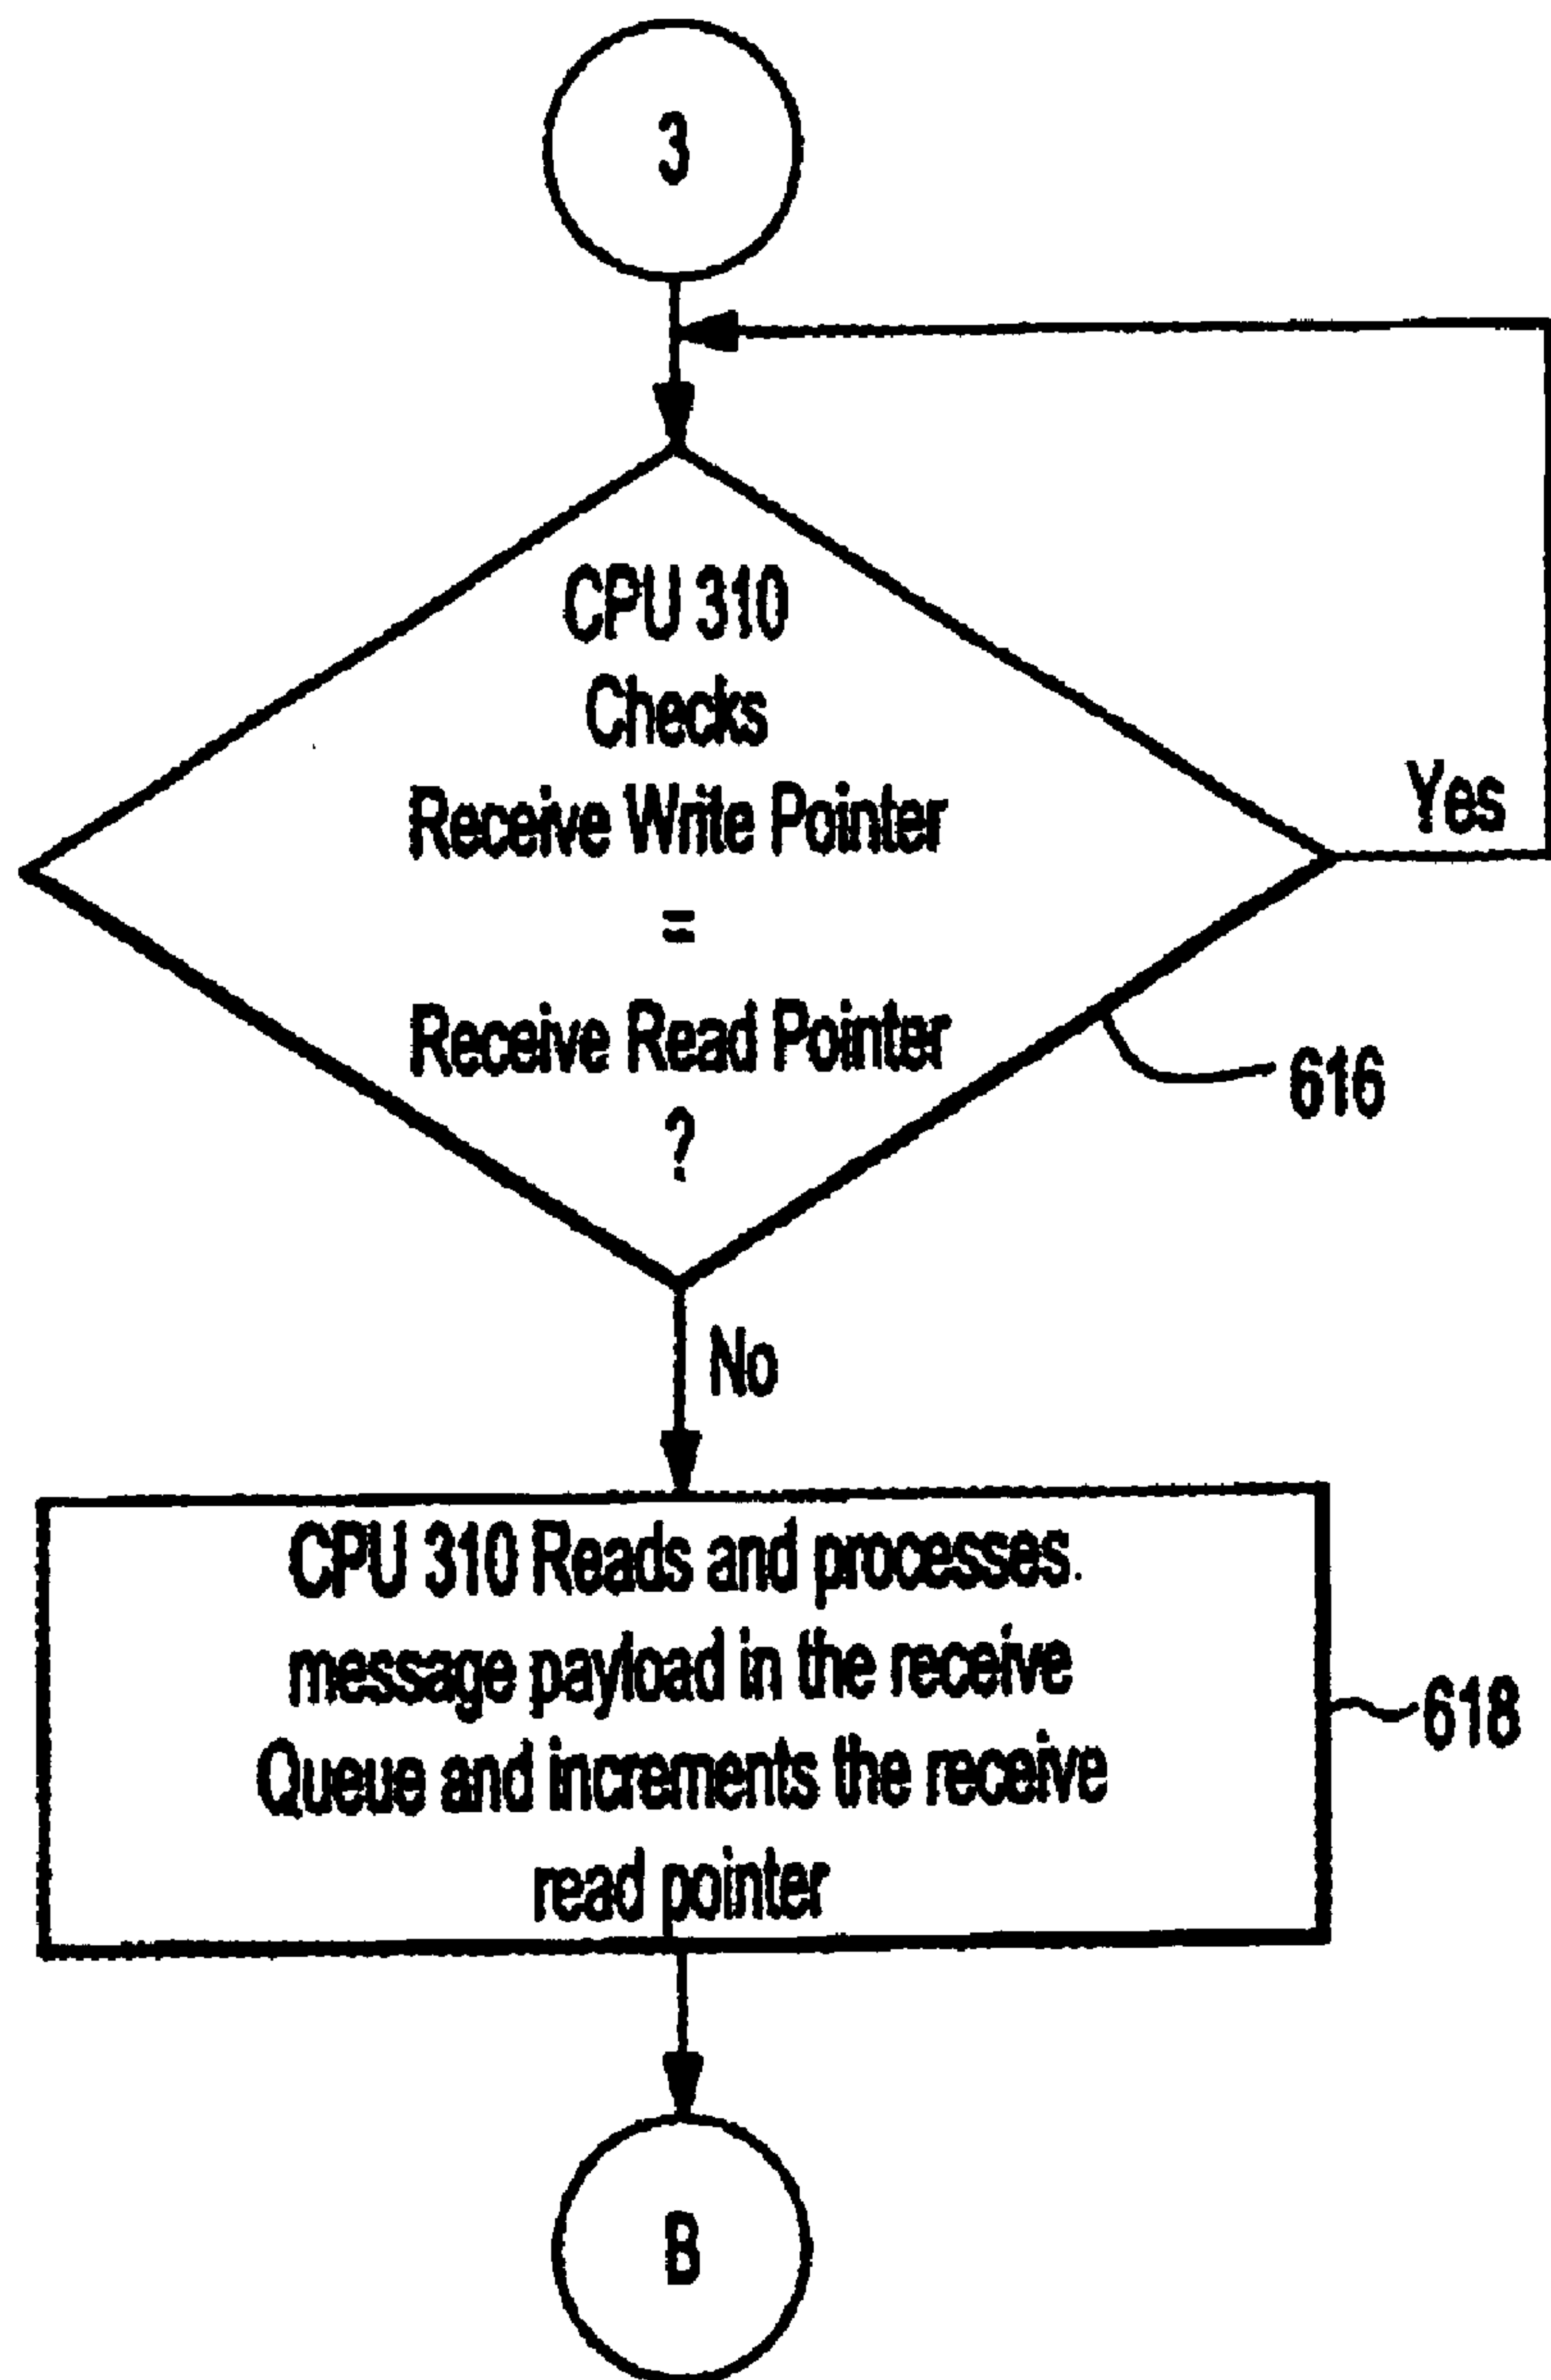 3
CPU 310
Checks
Receive Write Pointer
=
Receive Read Pointer
?
Yes
616
No
CPU 310 Reads and processes.
message payload in the receive
Queue and increments the receive
read pointer
618
B